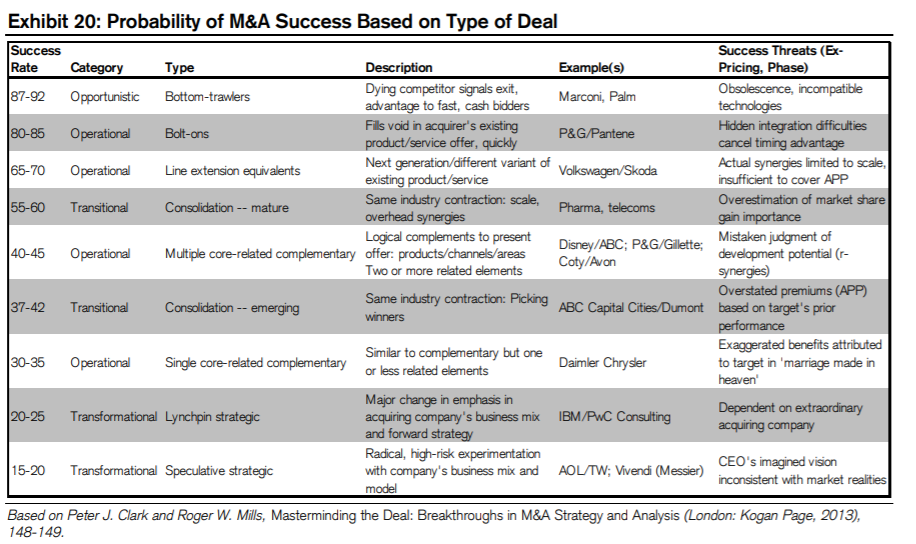 Exhibit 20: Probability of M&A Success Based on Type of Deal
Success Rate Category Type Description Example(s) Success Threats (Ex-Pricing, Phase)
87-92 Opportunistic Bottom-trawlers Dying competitor signals exit, advantage to fast, cash bidders Marconi, Palm Obsolescence, incompatible technologies
80-85 Operational Bolt-ons Fills void in acquirer's existing product/service offer, quickly P&G/Pantene Hidden integration difficulties cancel timing advantage
65-70 Operational Line extension equivalents Next generation/different variant of existing product/service Volkswagen/Skoda Actual synergies limited to scale, insufficient to cover APP
55-60 Transitional Consolidation -- mature Same industry contraction: scale, overhead synergies Pharma, telecoms Overestimation of market share gain importance
40-45 Operational Multiple core-related complementary Logical complements to present offer: products/channels/areas Two or more related elements Disney/ABC; P&G/Gillette; Coty/Avon Mistaken judgment of development potential (r-synergies)
37-42 Transitional Consolidation -- emerging Same industry contraction: Picking winners ABC Capital Cities/Dumont Overstated premiums (APP) based on target's prior performance
30-35 Operational Single core-related complementary Similar to complementary but one or less related elements Daimler Chrysler Exaggerated benefits attributed to target in 'marriage made in heaven'
20-25 Transformational Lynchpin strategic Major change in emphasis in acquiring company's business mix and forward strategy IBM/PwC Consulting Dependent on extraordinary acquiring company
15-20 Transformational Speculative strategic Radical, high-risk experimentation with company's business mix and model AOL/TW; Vivendi (Messier) CEO's imagined vision inconsistent with market realities
Based on Peter J. Clark and Roger W. Mills, Masterminding the Deal: Breakthroughs in M&A Strategy and Analysis (London: Kogan Page, 2013),
148-149.